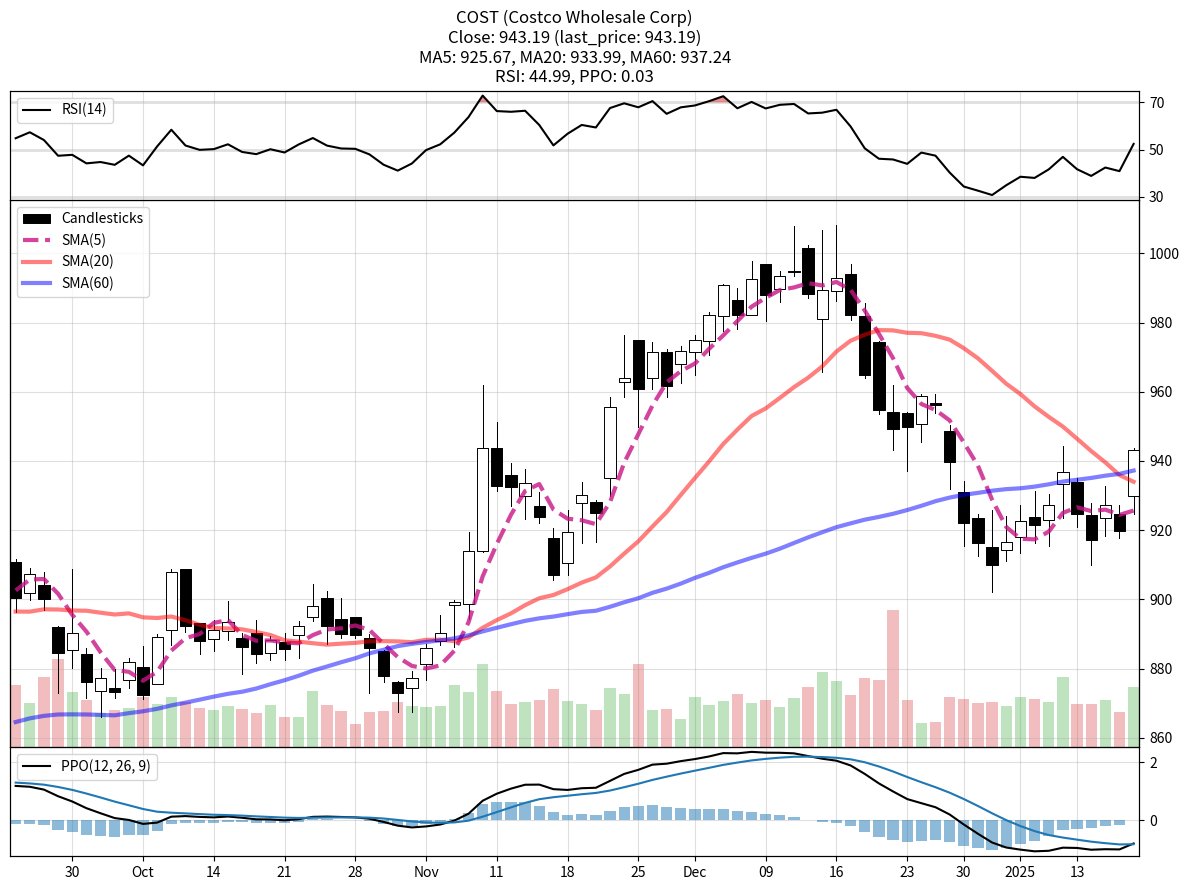 COST (Costco Wholesale Corp)
Close: 943.19 (last_price: 943.19)
MA5: 925.67, MA20: 933.99, MA60: 937.24
RSI: 44.99, PPO: 0.03
RSI(14)
70
50
30
Candlesticks
SMA(5)
SMA(20)
SMA(60)
1000
980
960
940
920
900
880
860
PPO(12, 26, 9)
2
0
30
Oct
14
21
28
Nov
11
18
25
Dec
09
16
23
30
2025
13